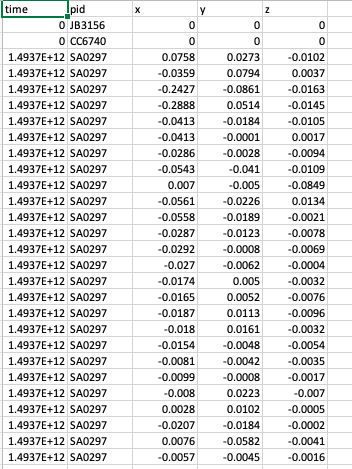 time pid x y z
0 JB3156 0 0 0
0 CC6740 0 0 0
1.4937E+12 SA0297 0.0758 0.0273 -0.0102
1.4937E+12 SA0297 -0.0359 0.0794 0.0037
1.4937E+12 SA0297 -0.2427 -0.0861 -0.0163
1.4937E+12 SA0297 -0.2888 0.0514 -0.0145
1.4937E+12 SA0297 -0.0413 -0.0184 -0.0105
1.4937E+12 SA0297 -0.0413 -0.0001 0.0017
1.4937E+12 SA0297 -0.0286 -0.0028 -0.0094
1.4937E+12 SA0297 -0.0543 -0.041 -0.0109
1.4937E+12 SA0297 0.007 -0.005 -0.0849
1.4937E+12 SA0297 -0.0561 -0.0226 0.0134
1.4937E+12 SA0297 -0.0558 -0.0189 -0.0021
1.4937E+12 SA0297 -0.0287 -0.0123 -0.0078
1.4937E+12 SA0297 -0.0292 -0.0008 -0.0069
1.4937E+12 SA0297 -0.027 -0.0062 -0.0004
1.4937E+12 SA0297 -0.0174 0.005 -0.0032
1.4937E+12 SA0297 -0.0165 0.0052 -0.0076
1.4937E+12 SA0297 -0.0187 0.0113 -0.0096
1.4937E+12 SA0297 -0.018 0.0161 -0.0032
1.4937E+12 SA0297 -0.0154 -0.0048 -0.0054
1.4937E+12 SA0297 -0.0081 -0.0042 -0.0035
1.4937E+12 SA0297 -0.0099 -0.0008 -0.0017
1.4937E+12 SA0297 -0.008 0.0223 -0.007
1.4937E+12 SA0297 0.0028 0.0102 -0.0005
1.4937E+12 SA0297 -0.0207 -0.0184 -0.0002
1.4937E+12 SA0297 0.0076 -0.0582 -0.0041
1.4937E+12 SA0297 -0.0057 -0.0045 -0.0016